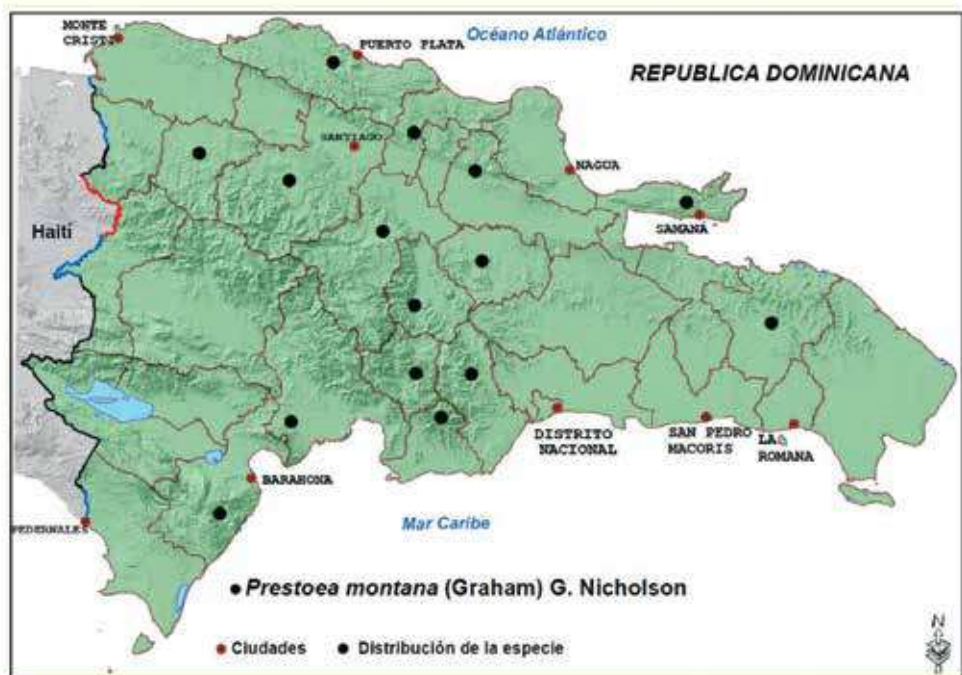 MONTE
CRISTI
PUERTO PLATA
Océano Atlántico
REPUBLICA DOMINICANA
SANTIAGO
NAGUA
Haití
SAMANÁ
DISTRITO
NACIONAL
SAN PEDRO
MACORIS
LA
ROMANA
BARAHONA
PEDERNALES
Mar Caribe
Prestoea montana (Graham) G. Nicholson
Ciudades
Distribución de la especie
N